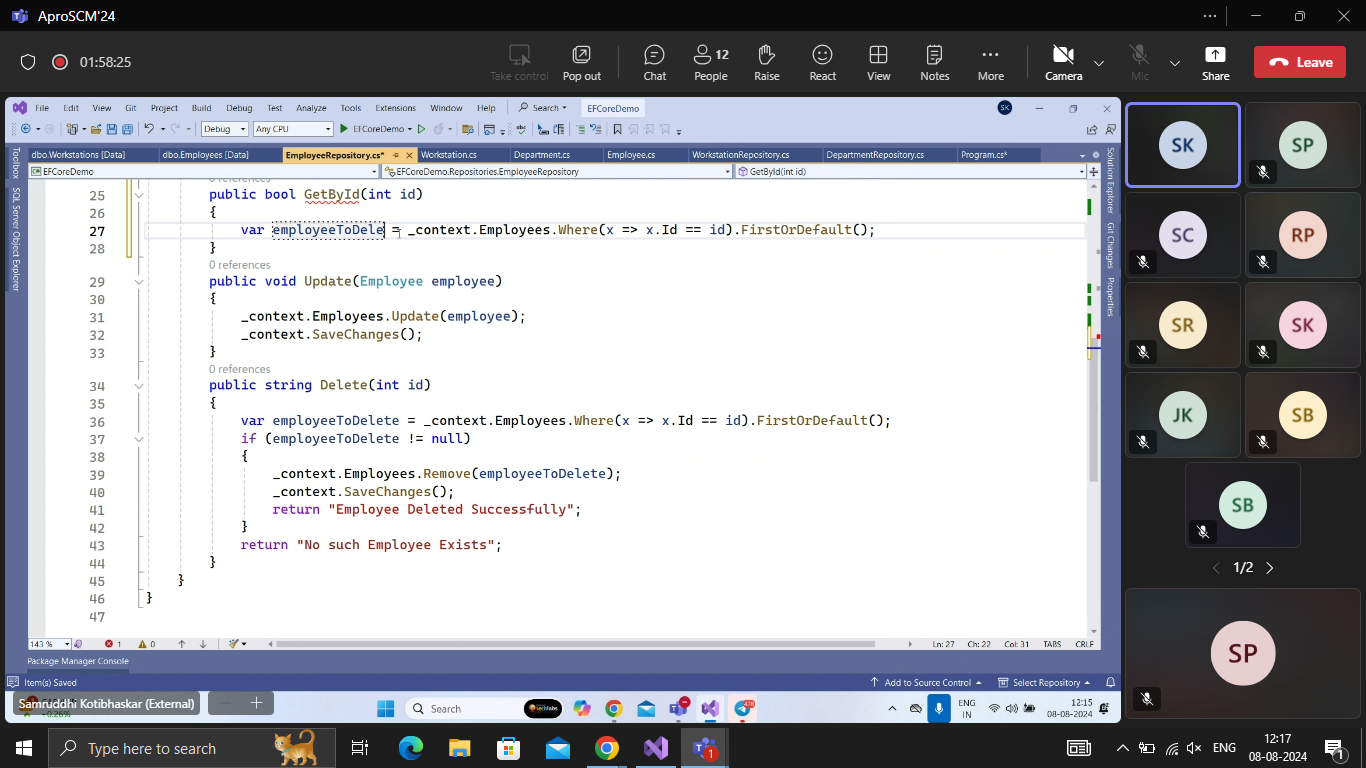 AproSCM'24
01:58:25
Take control
Pop out
Chat
12
People
Raise
React
View
Notes
More
Camera
Mic
Share
Leave
File Edit View Git Project Build Debug Test Analyze Tools Extensions Window Help Search EFCoreDemo SK
Debug Any CPU EFCoreDemo
dbo.Workstations [Data] dbo.Employees [Data] EmployeeRepository.cs* Workstation.cs Department.cs Employee.cs WorkstationRepository.cs DepartmentRepository.cs Program.cs*
EFCoreDemo EFCoreDemo.Repositories.EmployeeRepository GetById(int id)
Toolbox
SQL Server Object Explorer
Solution Explorer
Git Changes
Properties
0 references
25 public bool GetById(int id)
26 {
27 var employeeToDele = _context.Employees.Where(x => x.Id == id).FirstOrDefault();
28 }
0 references
29 public void Update(Employee employee)
30 {
31 _context.Employees.Update(employee);
32 _context.SaveChanges();
33 }
0 references
34 public string Delete(int id)
35 {
36 var employeeToDelete = _context.Employees.Where(x => x.Id == id).FirstOrDefault();
37 if (employeeToDelete != null)
38 {
39 _context.Employees.Remove(employeeToDelete);
40 _context.SaveChanges();
41 return "Employee Deleted Successfully";
42 }
43 return "No such Employee Exists";
44 }
45 }
46 }
47
143 % 1 0 Ln: 27 Ch: 22 Col: 31 TABS CRLF
Package Manager Console
Item(s) Saved Add to Source Control Select Repository
Samruddhi Kotibhaskar (External)
-0.26%
Search
ENG
IN
12:15
08-08-2024
SK
SP
SC
RP
SR
SK
JK
SB
SB
1/2
SP
Type here to search
1
ENG
12:17
08-08-2024
1